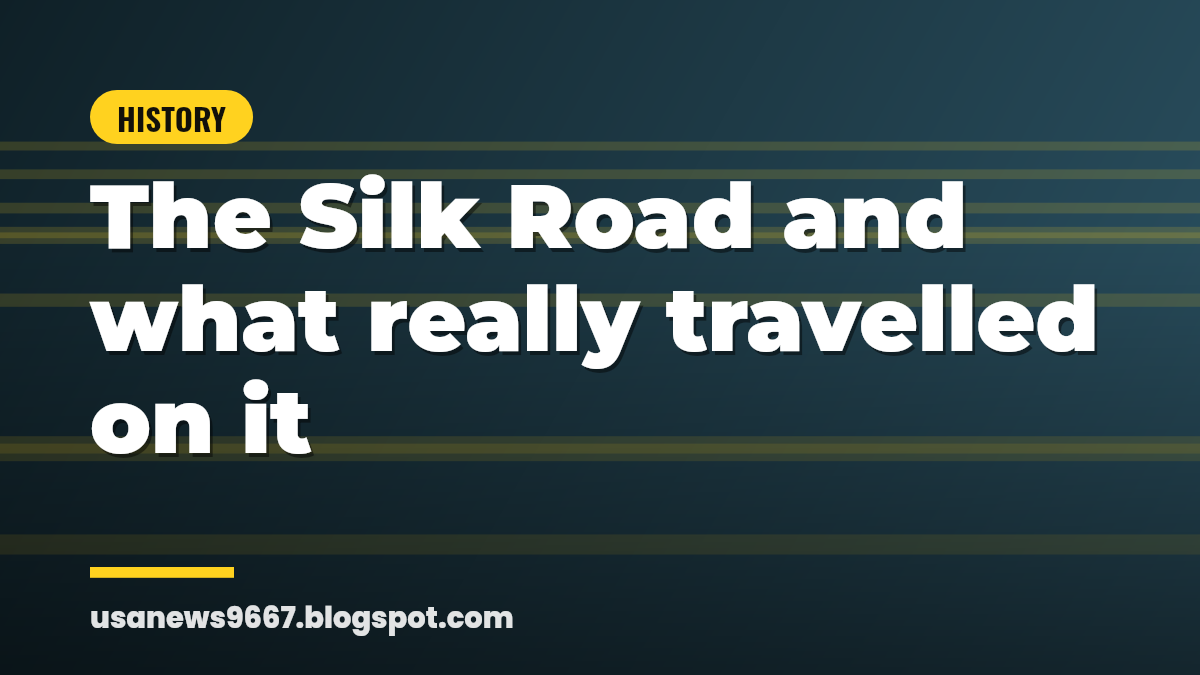 HISTORY
The Silk Road and
what really travelled
on it
usanews9667.blogspot.com